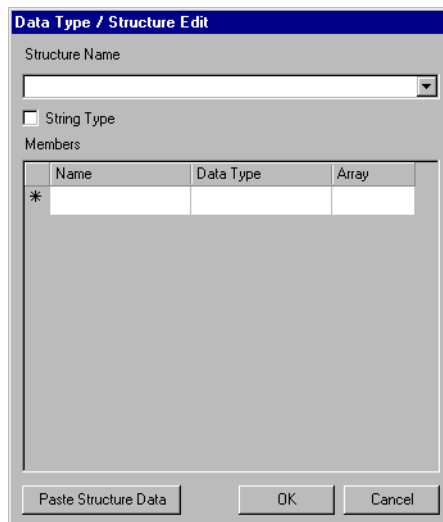 Data Type / Structure Edit
Structure Name
String Type
Members
Name Data Type Array
*
Paste Structure Data OK Cancel